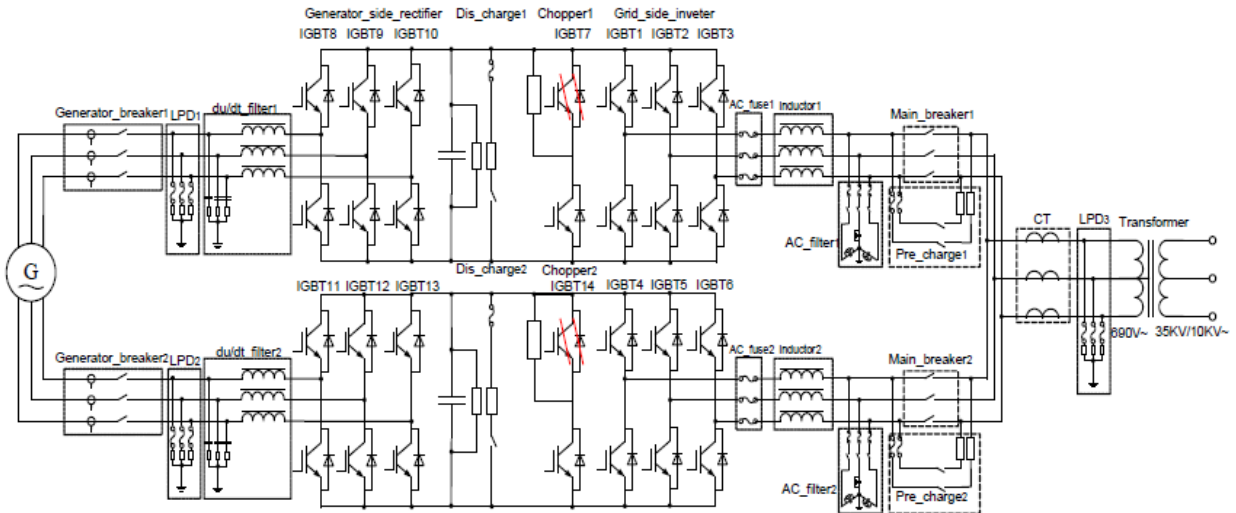 Generator_side_rectifier Dis_charge1 Chopper1 Grid_side_inveter
IGBT8 IGBT9 IGBT10 IGBT7 IGBT1 IGBT2 IGBT3
Generator_breaker1 LPD1 du/dt_filter1 AC_fuse1 Inductor1 Main_breaker1
AC_filter1 Pre_charge1 CT LPD3 Transformer
G
Dis_charge2 Chopper2
IGBT11 IGBT12 IGBT13 IGBT14 IGBT4 IGBT5 IGBT6
690V~ 35KV/10KV~
Generator_breaker2 LPD2 du/dt_filter2 AC_fuse2 Inductor2 Main_breaker2
AC_filter2 Pre_charge2